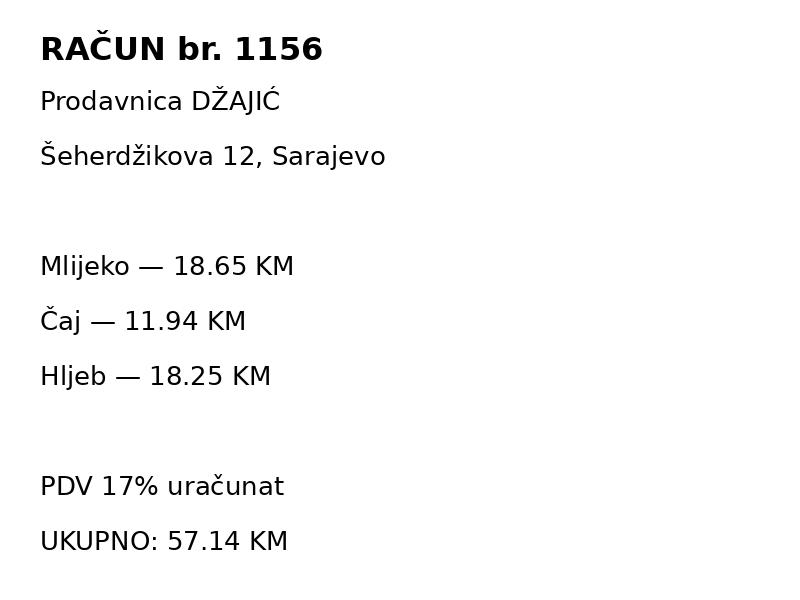 RAČUN br. 1156
Prodavnica DŽAJIĆ
Šeherdžikova 12, Sarajevo
Mlijeko — 18.65 KM
Čaj — 11.94 KM
Hljeb — 18.25 KM
PDV 17% uračunat
UKUPNO: 57.14 KM